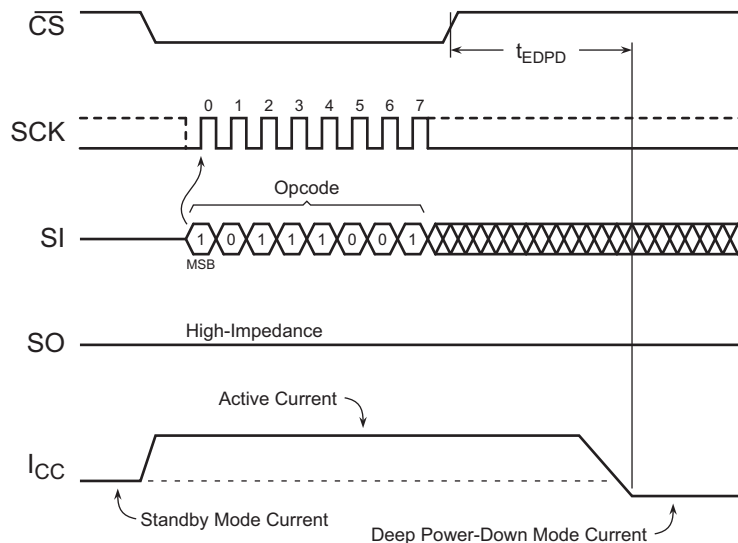 CS
tEDPD
SCK
0 1 2 3 4 5 6 7
Opcode
SI
1 0 1 1 1 0 0 1
MSB
High-Impedance
SO
Active Current
ICC
Standby Mode Current
Deep Power-Down Mode Current